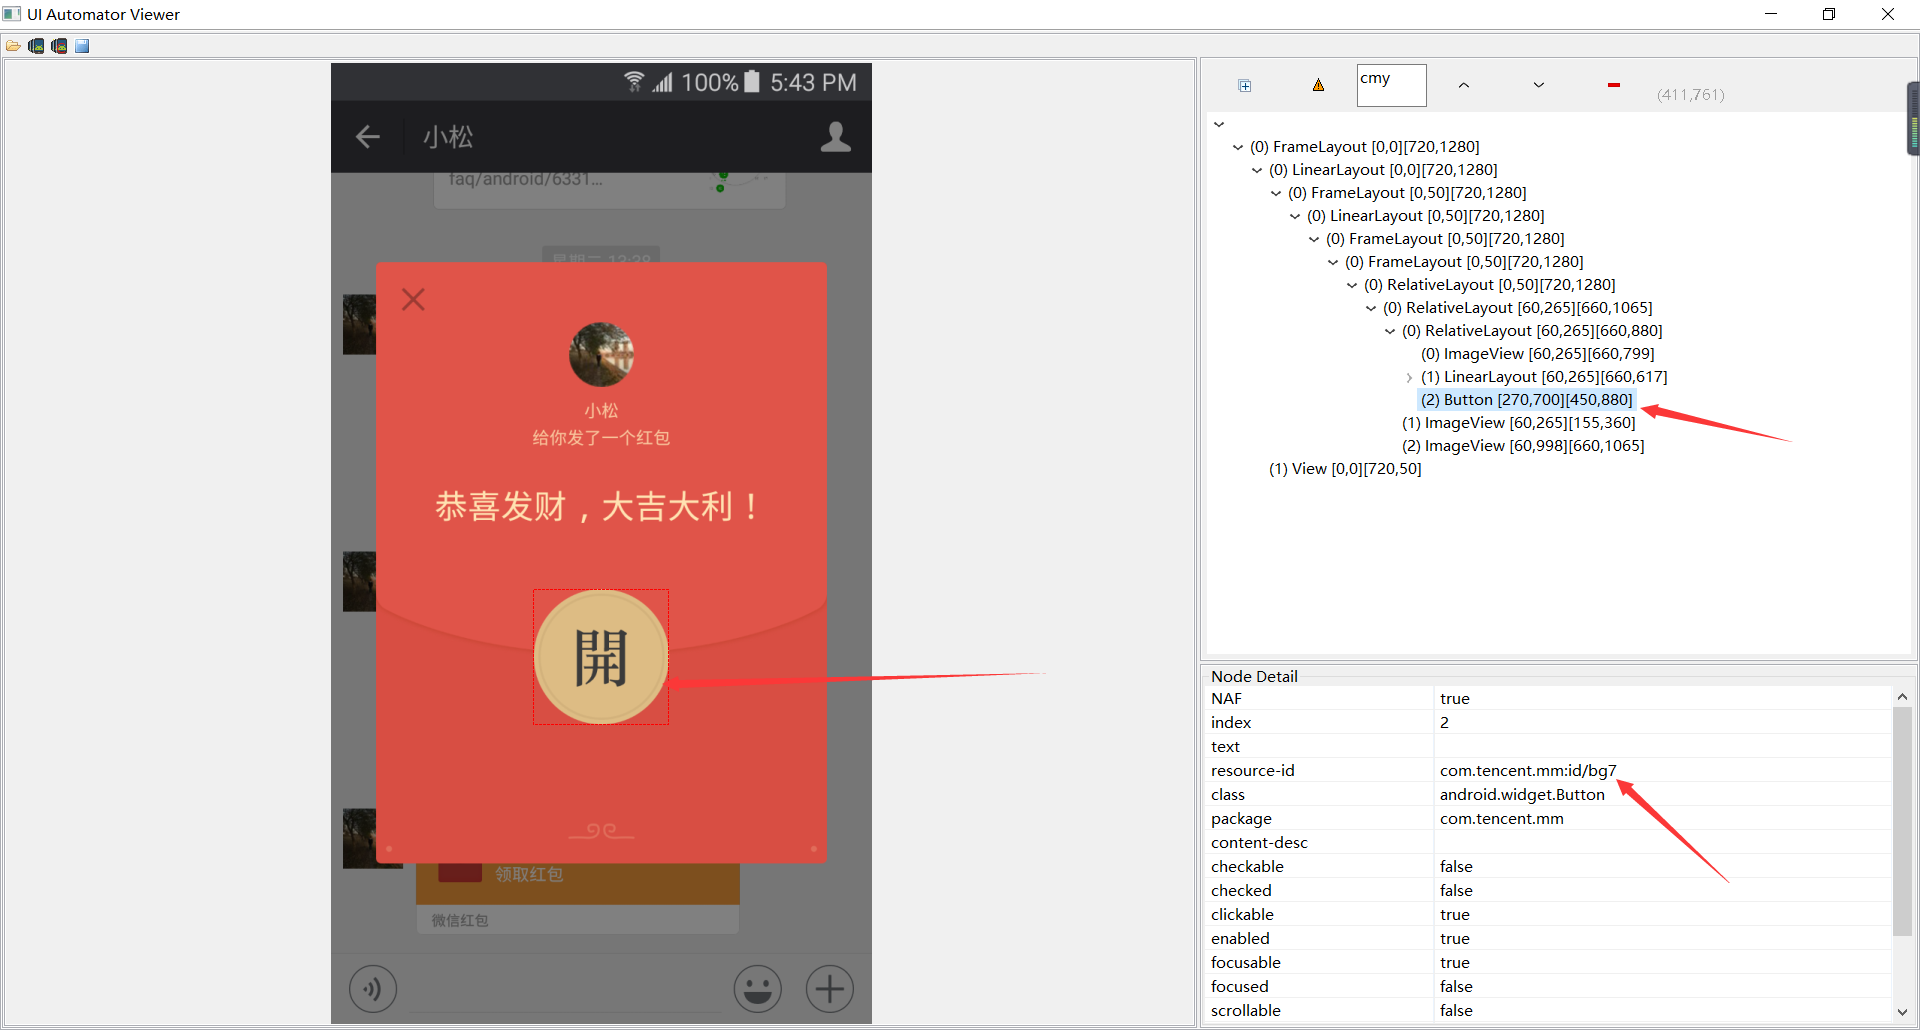 UI Automator Viewer
100% 5:43 PM
小松
faq/android/6331...
星期二 13:38
小松
给你发了一个红包
恭喜发财，大吉大利！
開
领取红包
微信红包
cmy
(411,761)
(0) FrameLayout [0,0][720,1280]
(0) LinearLayout [0,0][720,1280]
(0) FrameLayout [0,50][720,1280]
(0) LinearLayout [0,50][720,1280]
(0) FrameLayout [0,50][720,1280]
(0) FrameLayout [0,50][720,1280]
(0) RelativeLayout [0,50][720,1280]
(0) RelativeLayout [60,265][660,1065]
(0) RelativeLayout [60,265][660,880]
(0) ImageView [60,265][660,799]
(1) LinearLayout [60,265][660,617]
(2) Button [270,700][450,880]
(1) ImageView [60,265][155,360]
(2) ImageView [60,998][660,1065]
(1) View [0,0][720,50]
Node Detail
NAF true
index 2
text
resource-id com.tencent.mm:id/bg7
class android.widget.Button
package com.tencent.mm
content-desc
checkable false
checked false
clickable true
enabled true
focusable true
focused false
scrollable false